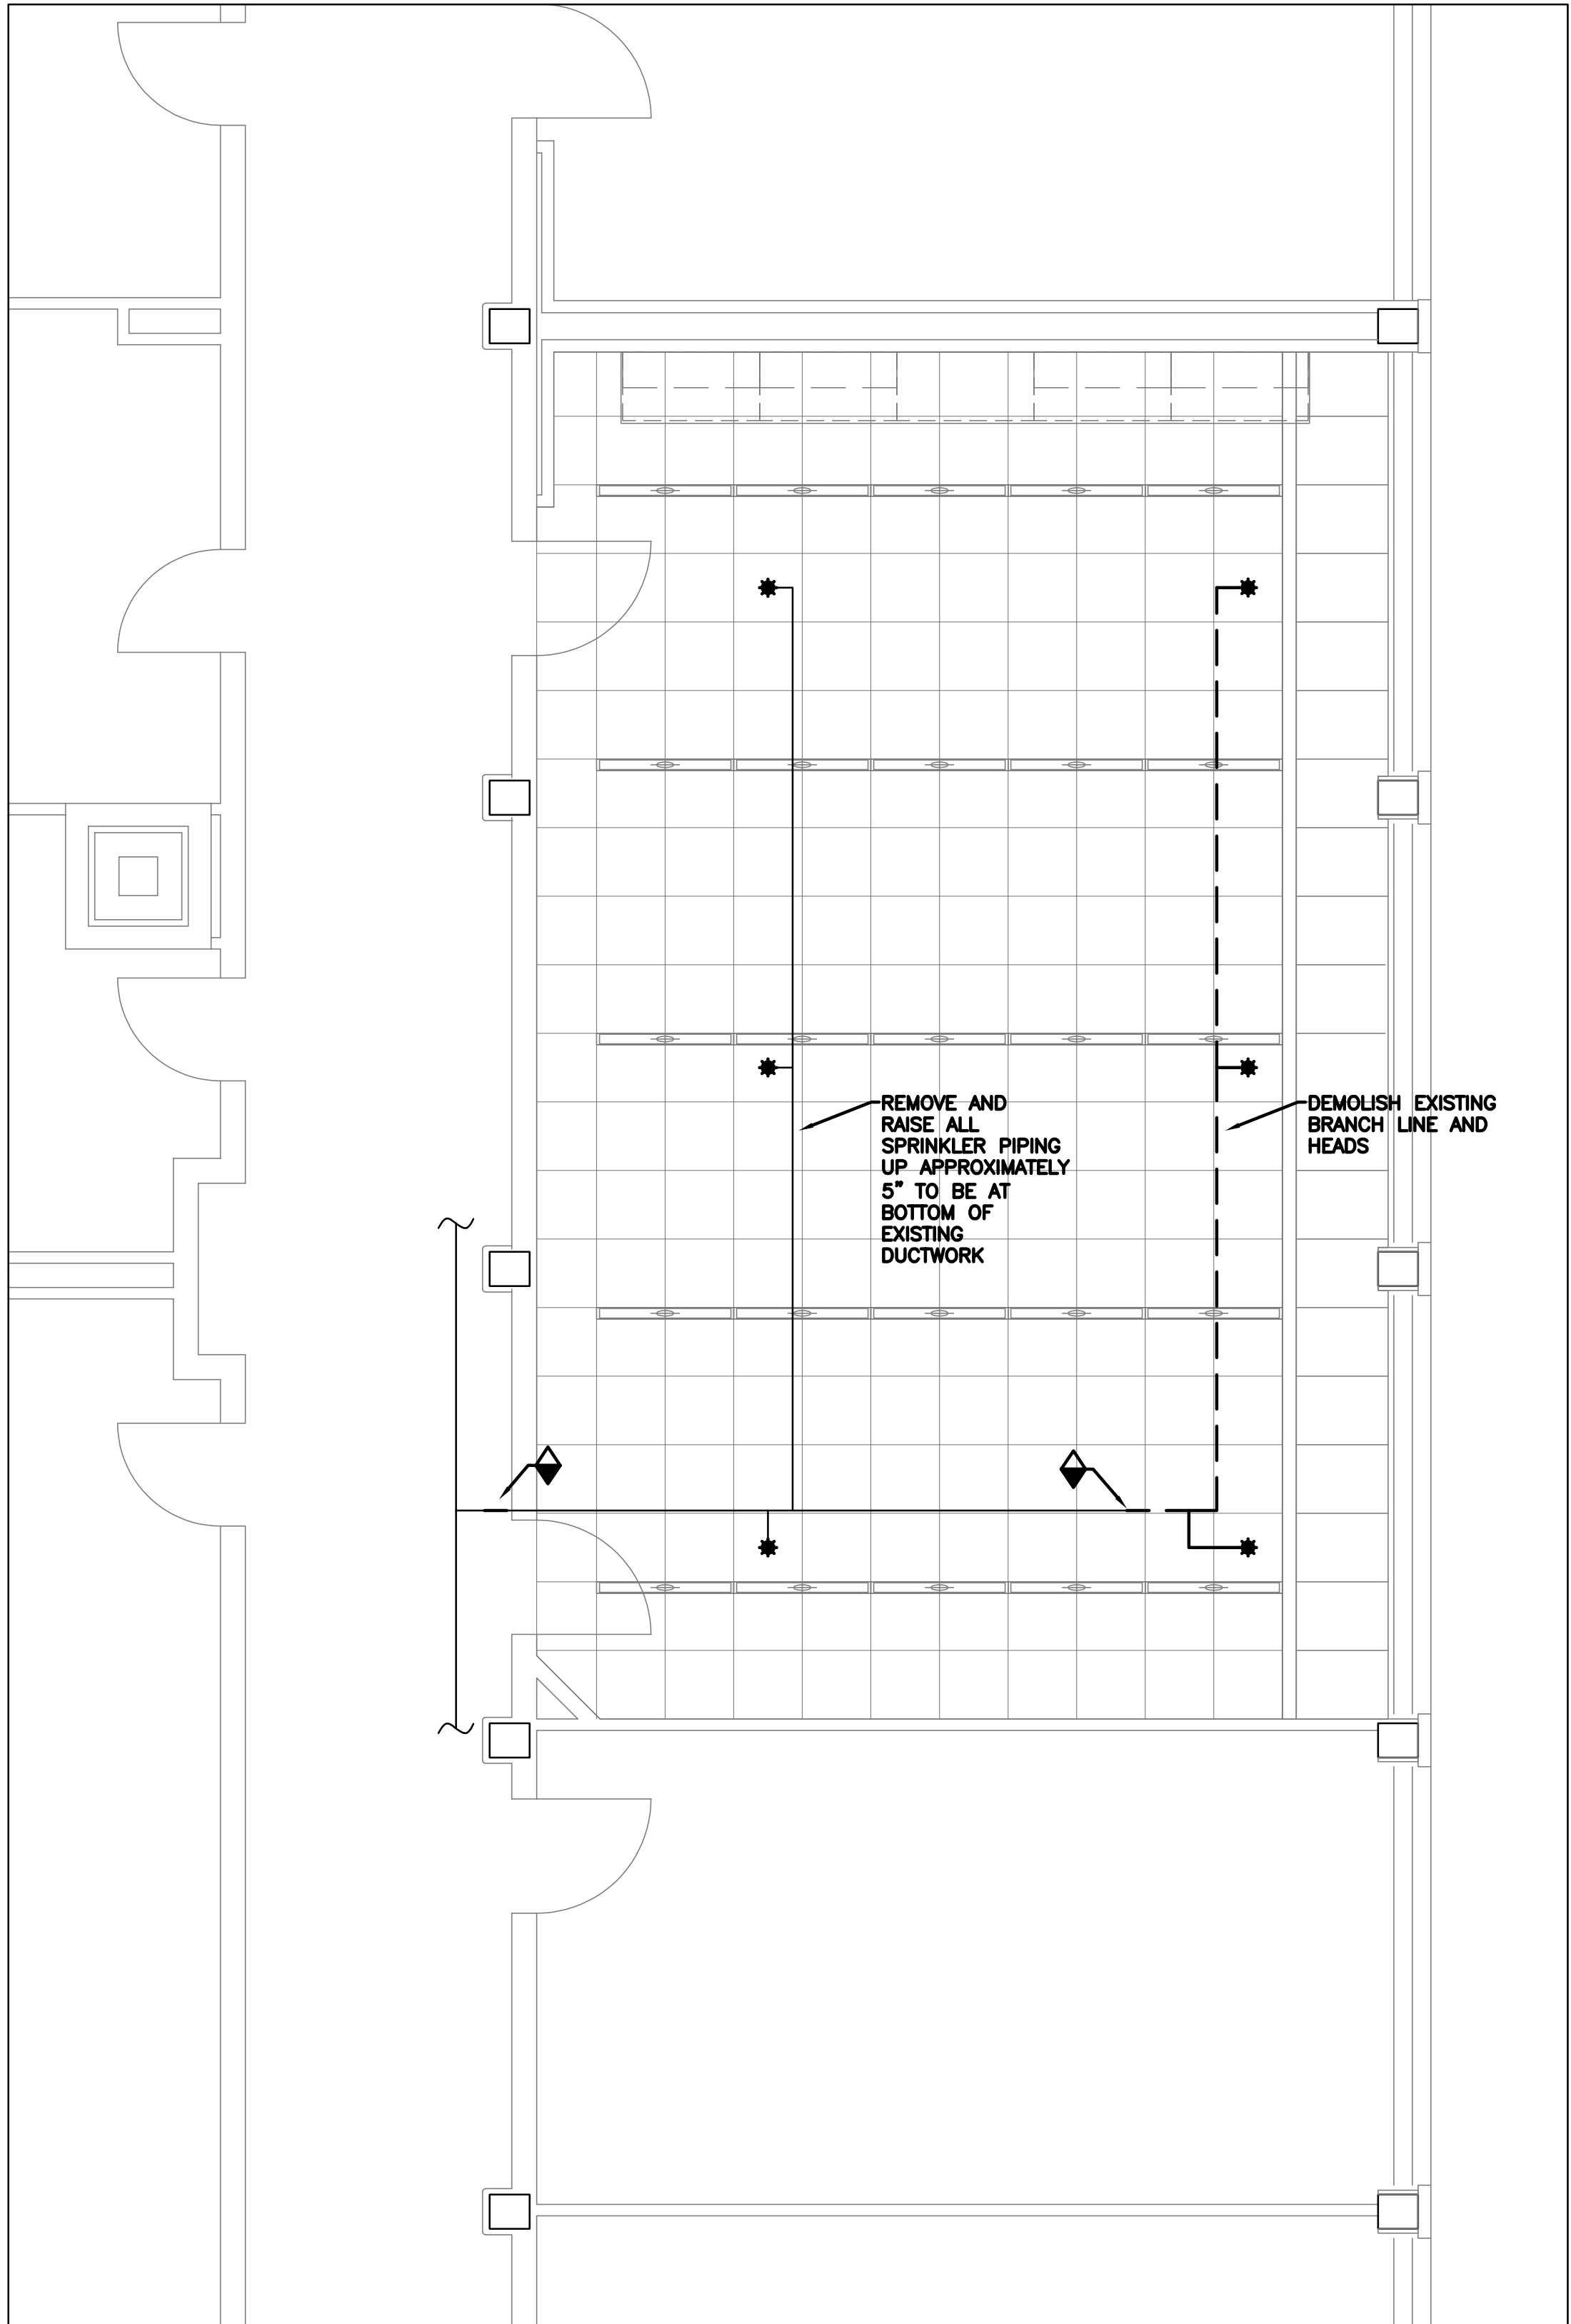 REMOVE AND
RAISE ALL
SPRINKLER PIPING
UP APPROXIMATELY
5" TO BE AT
BOTTOM OF
EXISTING
DUCTWORK
DEMOLISH EXISTING
BRANCH LINE AND
HEADS